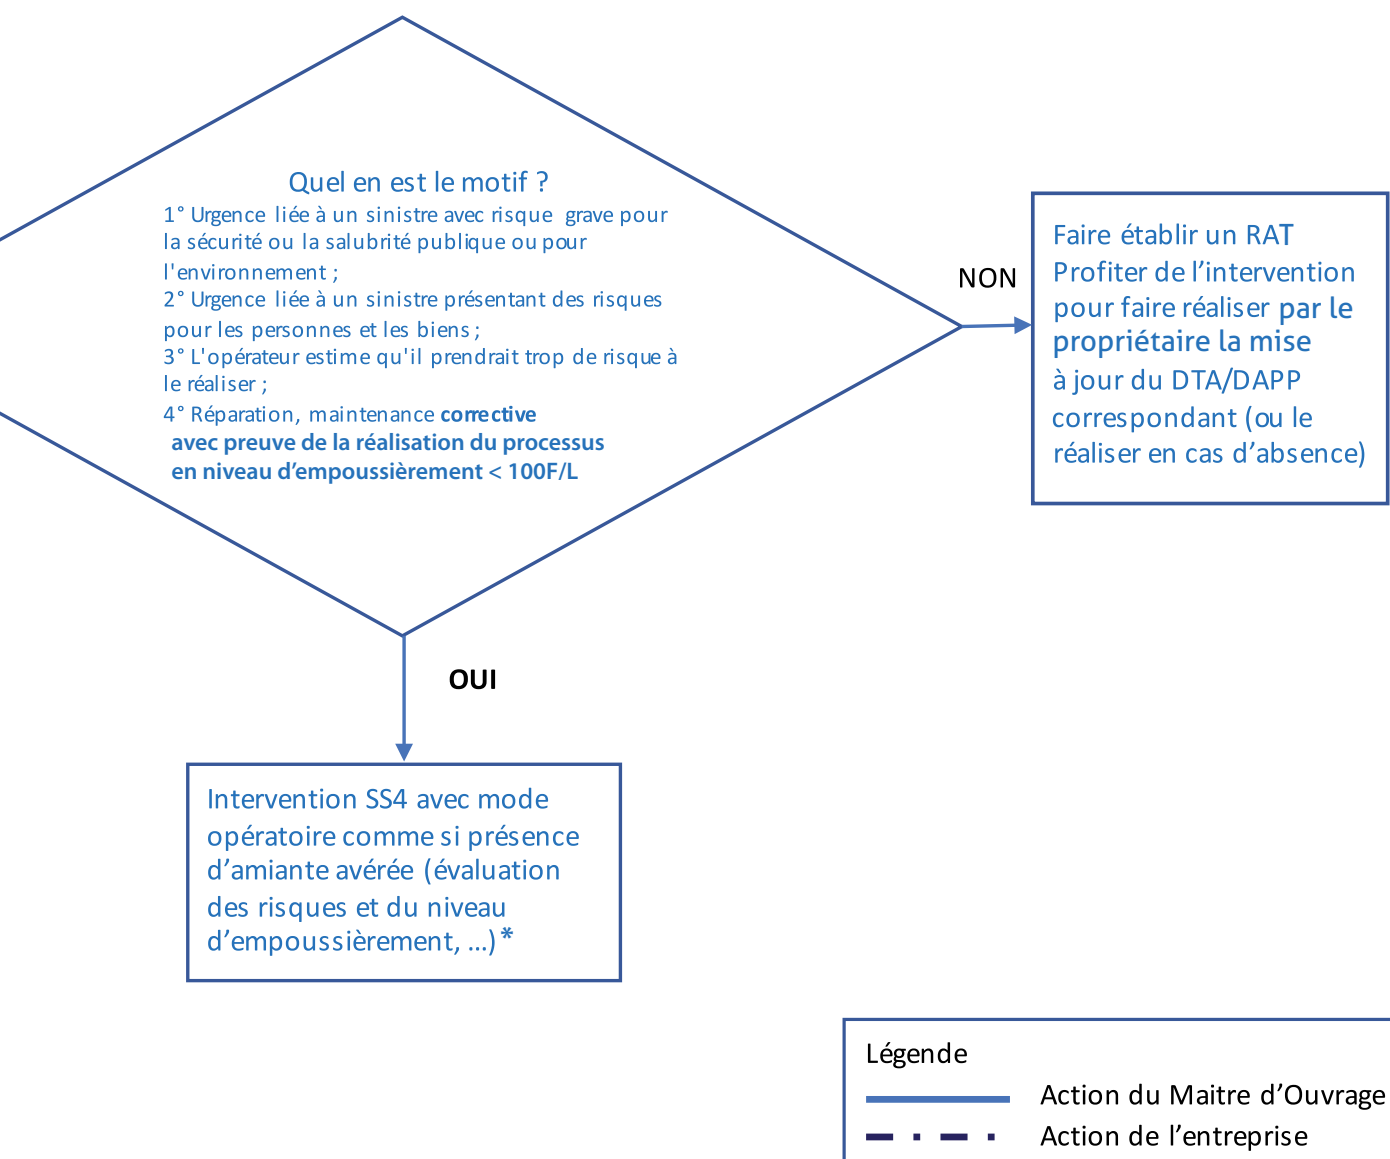 Quel en est le motif ?
1° Urgence liée à un sinistre avec risque grave pour
la sécurité ou la salubrité publique ou pour
l'environnement ;
2° Urgence liée à un sinistre présentant des risques
pour les personnes et les biens ;
3° L'opérateur estime qu'il prendrait trop de risque à
le réaliser ;
4° Réparation, maintenance corrective
avec preuve de la réalisation du processus
en niveau d’empoussièrement < 100F/L
NON
Faire établir un RAT
Profiter de l’intervention
pour faire réaliser par le
propriétaire la mise
à jour du DTA/DAPP
correspondant (ou le
réaliser en cas d’absence)
OUI
Intervention SS4 avec mode
opératoire comme si présence
d’amiante avérée (évaluation
des risques et du niveau
d’empoussièrement, ...) *
Légende
Action du Maitre d’Ouvrage
Action de l’entreprise